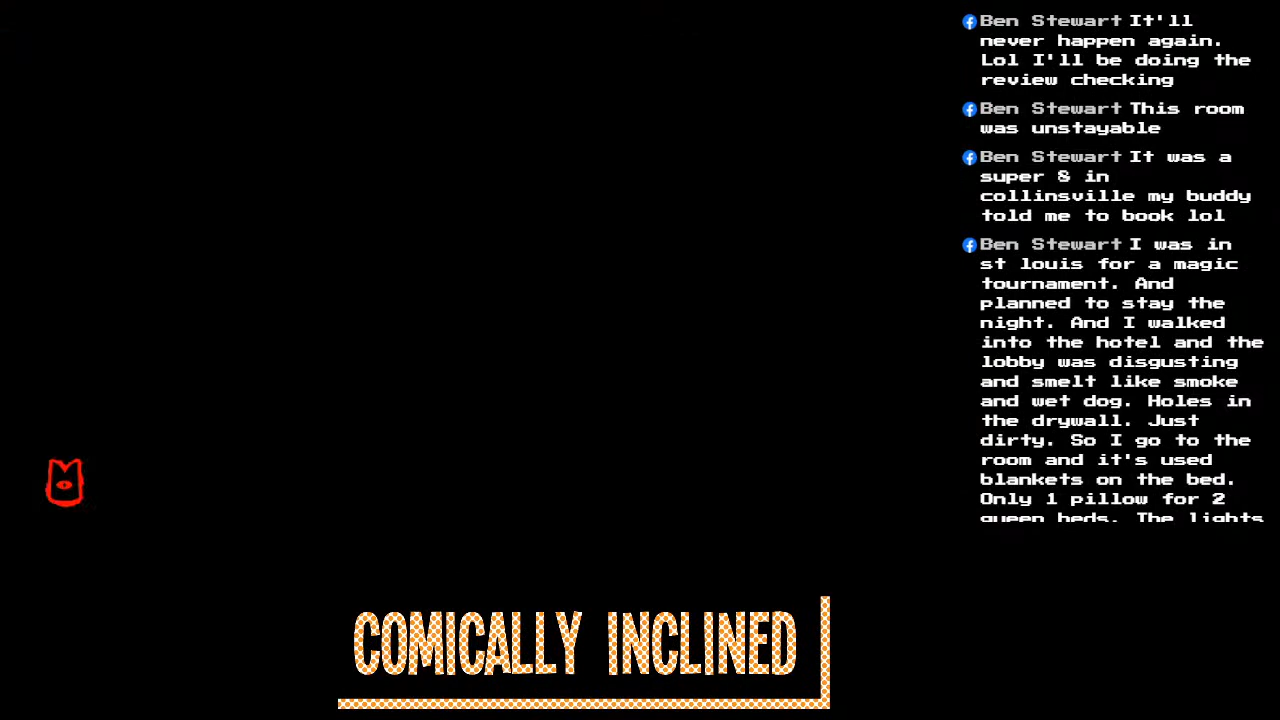 Ben Stewart It'll
never happen again.
Lol I'll be doing the
review checking
Ben Stewart This room
was unstayable
Ben Stewart It was a
super 8 in
collinsville my buddy
told me to book lol
Ben Stewart I was in
st louis for a magic
tournament. And
planned to stay the
night. And I walked
into the hotel and the
lobby was disgusting
and smelt like smoke
and wet dog. Holes in
the drywall. Just
dirty. So I go to the
room and it's used
blankets on the bed.
Only 1 pillow for 2
queen beds. The lights
COMICALLY INCLINED